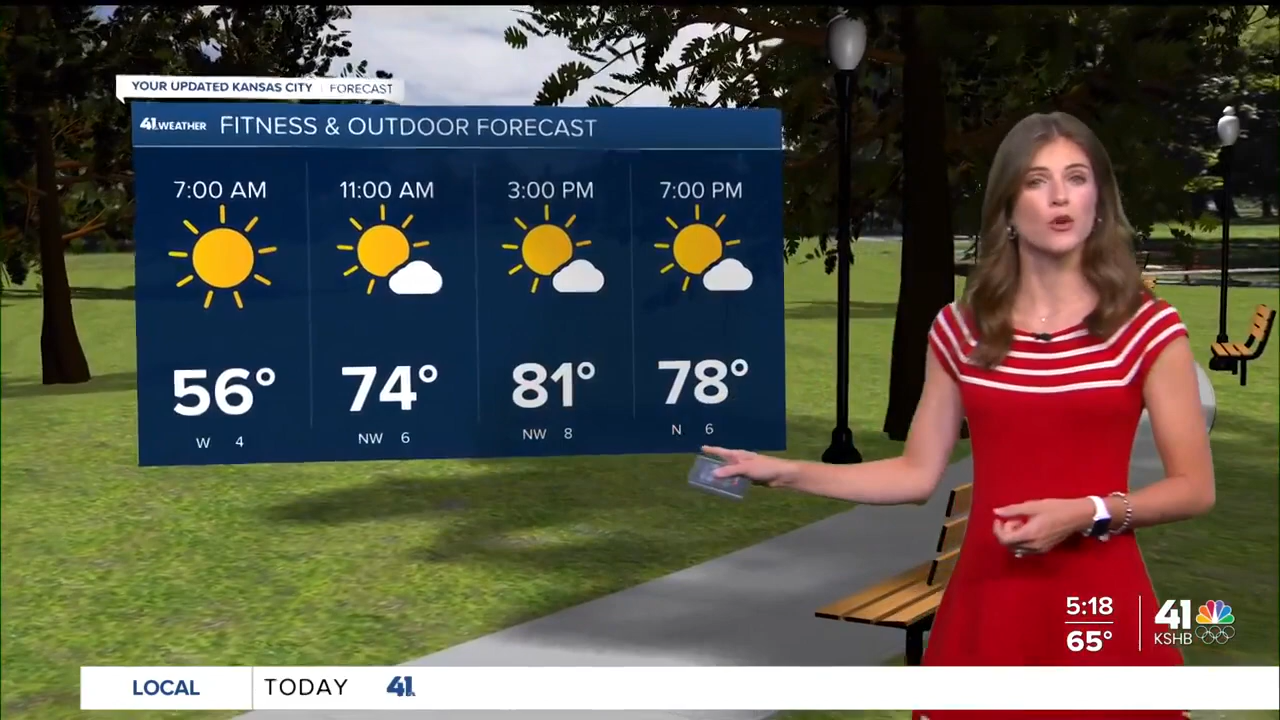 YOUR UPDATED KANSAS CITY | FORECAST
41 WEATHER FITNESS & OUTDOOR FORECAST
7:00 AM 11:00 AM 3:00 PM 7:00 PM
56° 74° 81° 78°
W 4 NW 6 NW 8 N 6
5:18
65°
41
KSHB
LOCAL TODAY 41